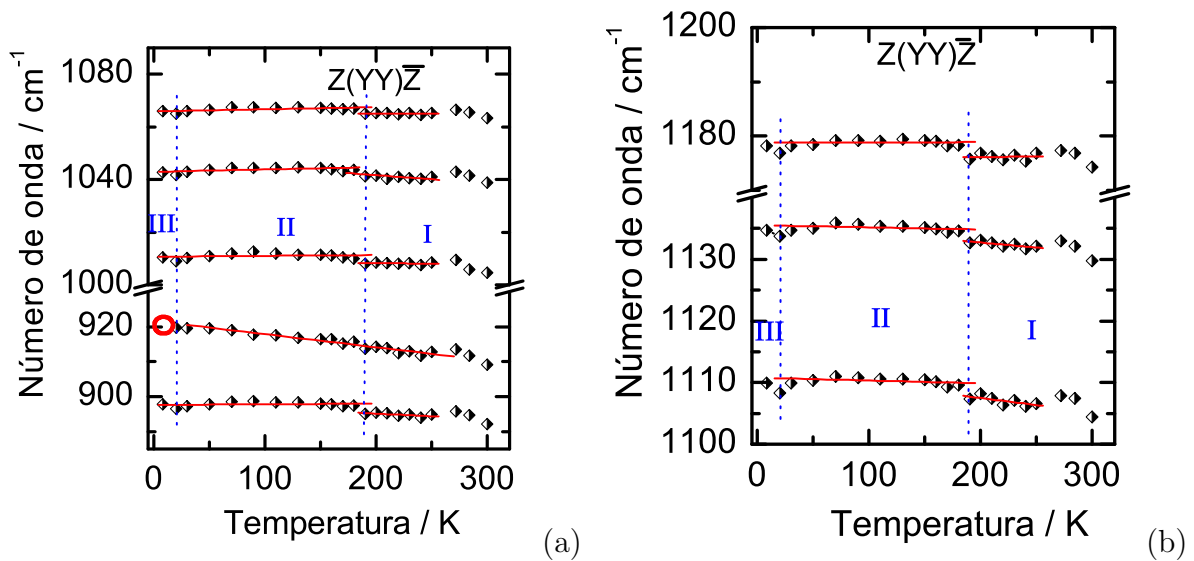 Z(YY)Z̄
Número de onda / cm⁻¹
1080
1040
1000
920
900
III
II
I
0
100
200
300
Temperatura / K
(a)
Z(YY)Z̄
Número de onda / cm⁻¹
1200
1180
1130
1120
1110
1100
III
II
I
0
100
200
300
Temperatura / K
(b)